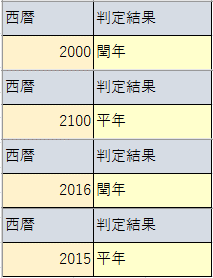 西暦 判定結果
2000 閏年
西暦 判定結果
2100 平年
西暦 判定結果
2016 閏年
西暦 判定結果
2015 平年